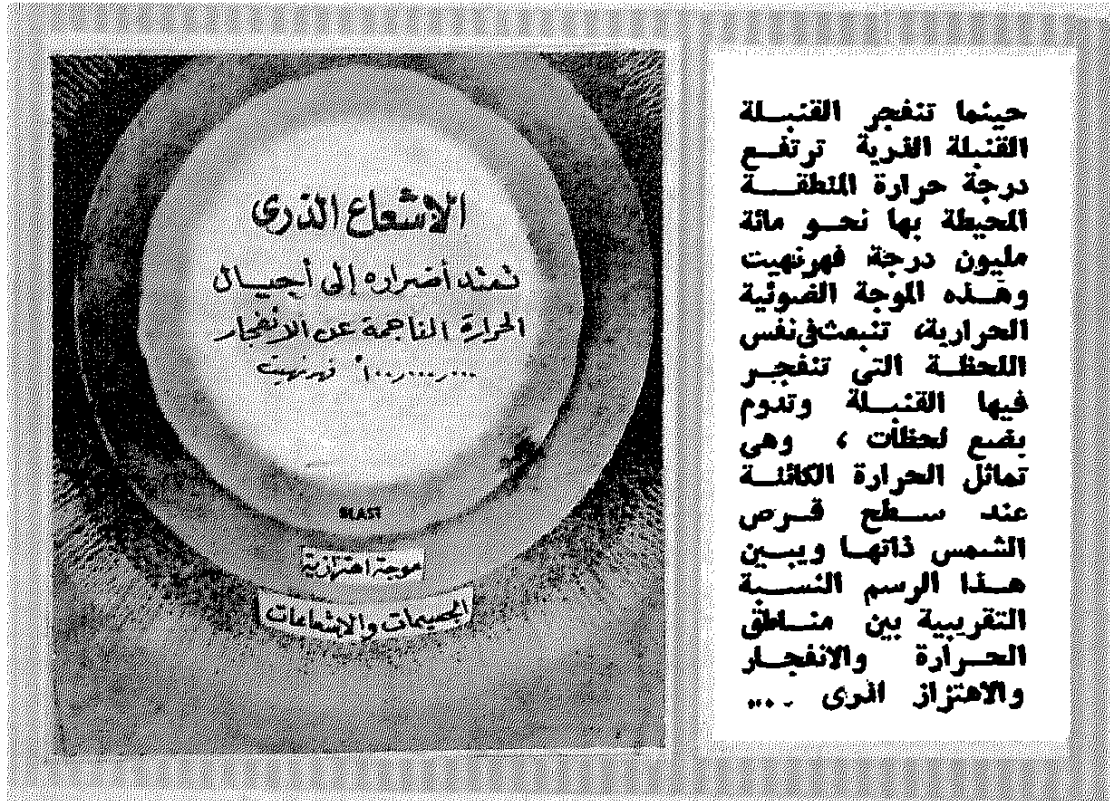 الاشعاع الذرى
تمتد أضراره إلى أجيال
الحرارة الناجمة عن الانفجار
١٠٠٫٠٠٠٫٠٠٠° فهرنهيت
BLAST
موجة اهتزازية
الجسيمات والاشعاعات
حينما تنفجر القنبلة
القنبلة الذرية ترتفع
درجة حرارة المنطقة
المحيطة بها نحو مائة
مليون درجة فهرنهيت
وهذه الموجة الضوئية
الحرارية، تنبعث فى نفس
اللحظة التى تنفجر
فيها القنبلة وتدوم
بضع لحظات ، وهى
تماثل الحرارة الكائنة
عند سطح قرص
الشمس ذاتها ويبين
هذا الرسم النسبة
التقريبية بين مناطق
الحرارة والانفجار
والاهتزاز الذرى ....